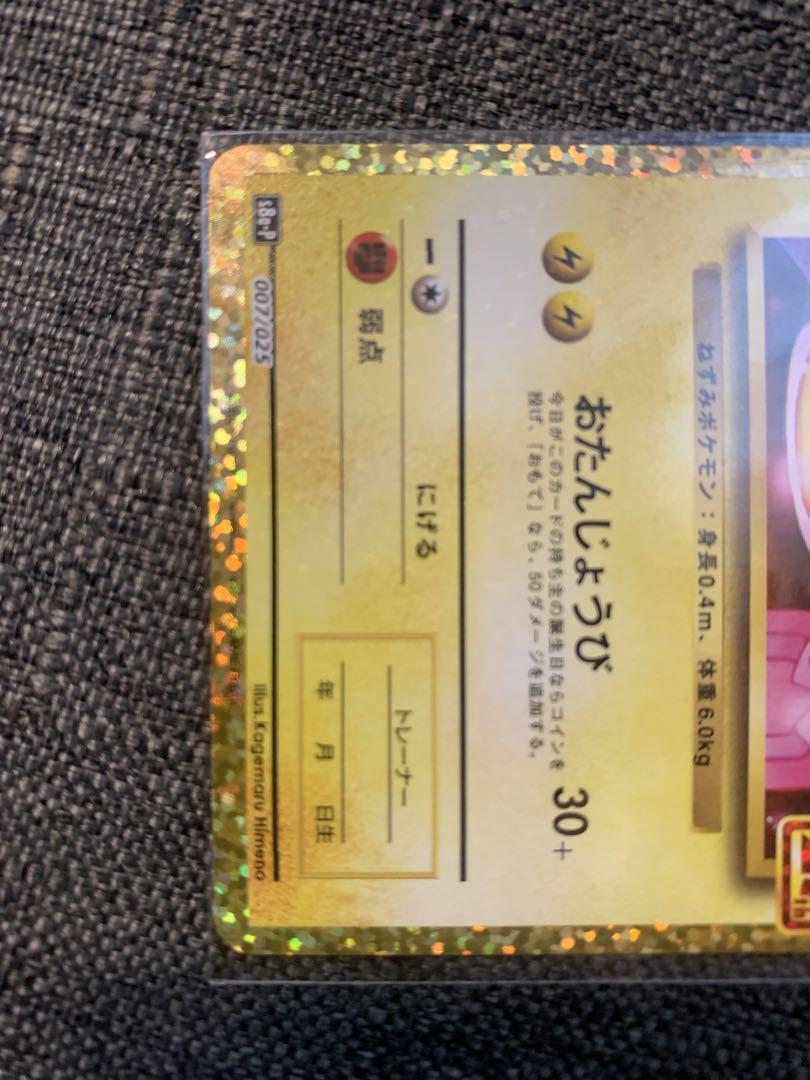 ねずみポケモン：身長0.4m、体重6.0kg
おたんじょうび 30+
今日がこのカードの持ち主の誕生日ならコインを
投げ、「おもて」なら、50ダメージを追加する。
にげる
トレーナー
弱点 闘
年 月 日生
s8a-P 007/025 Illus.Kagemaru Himeno